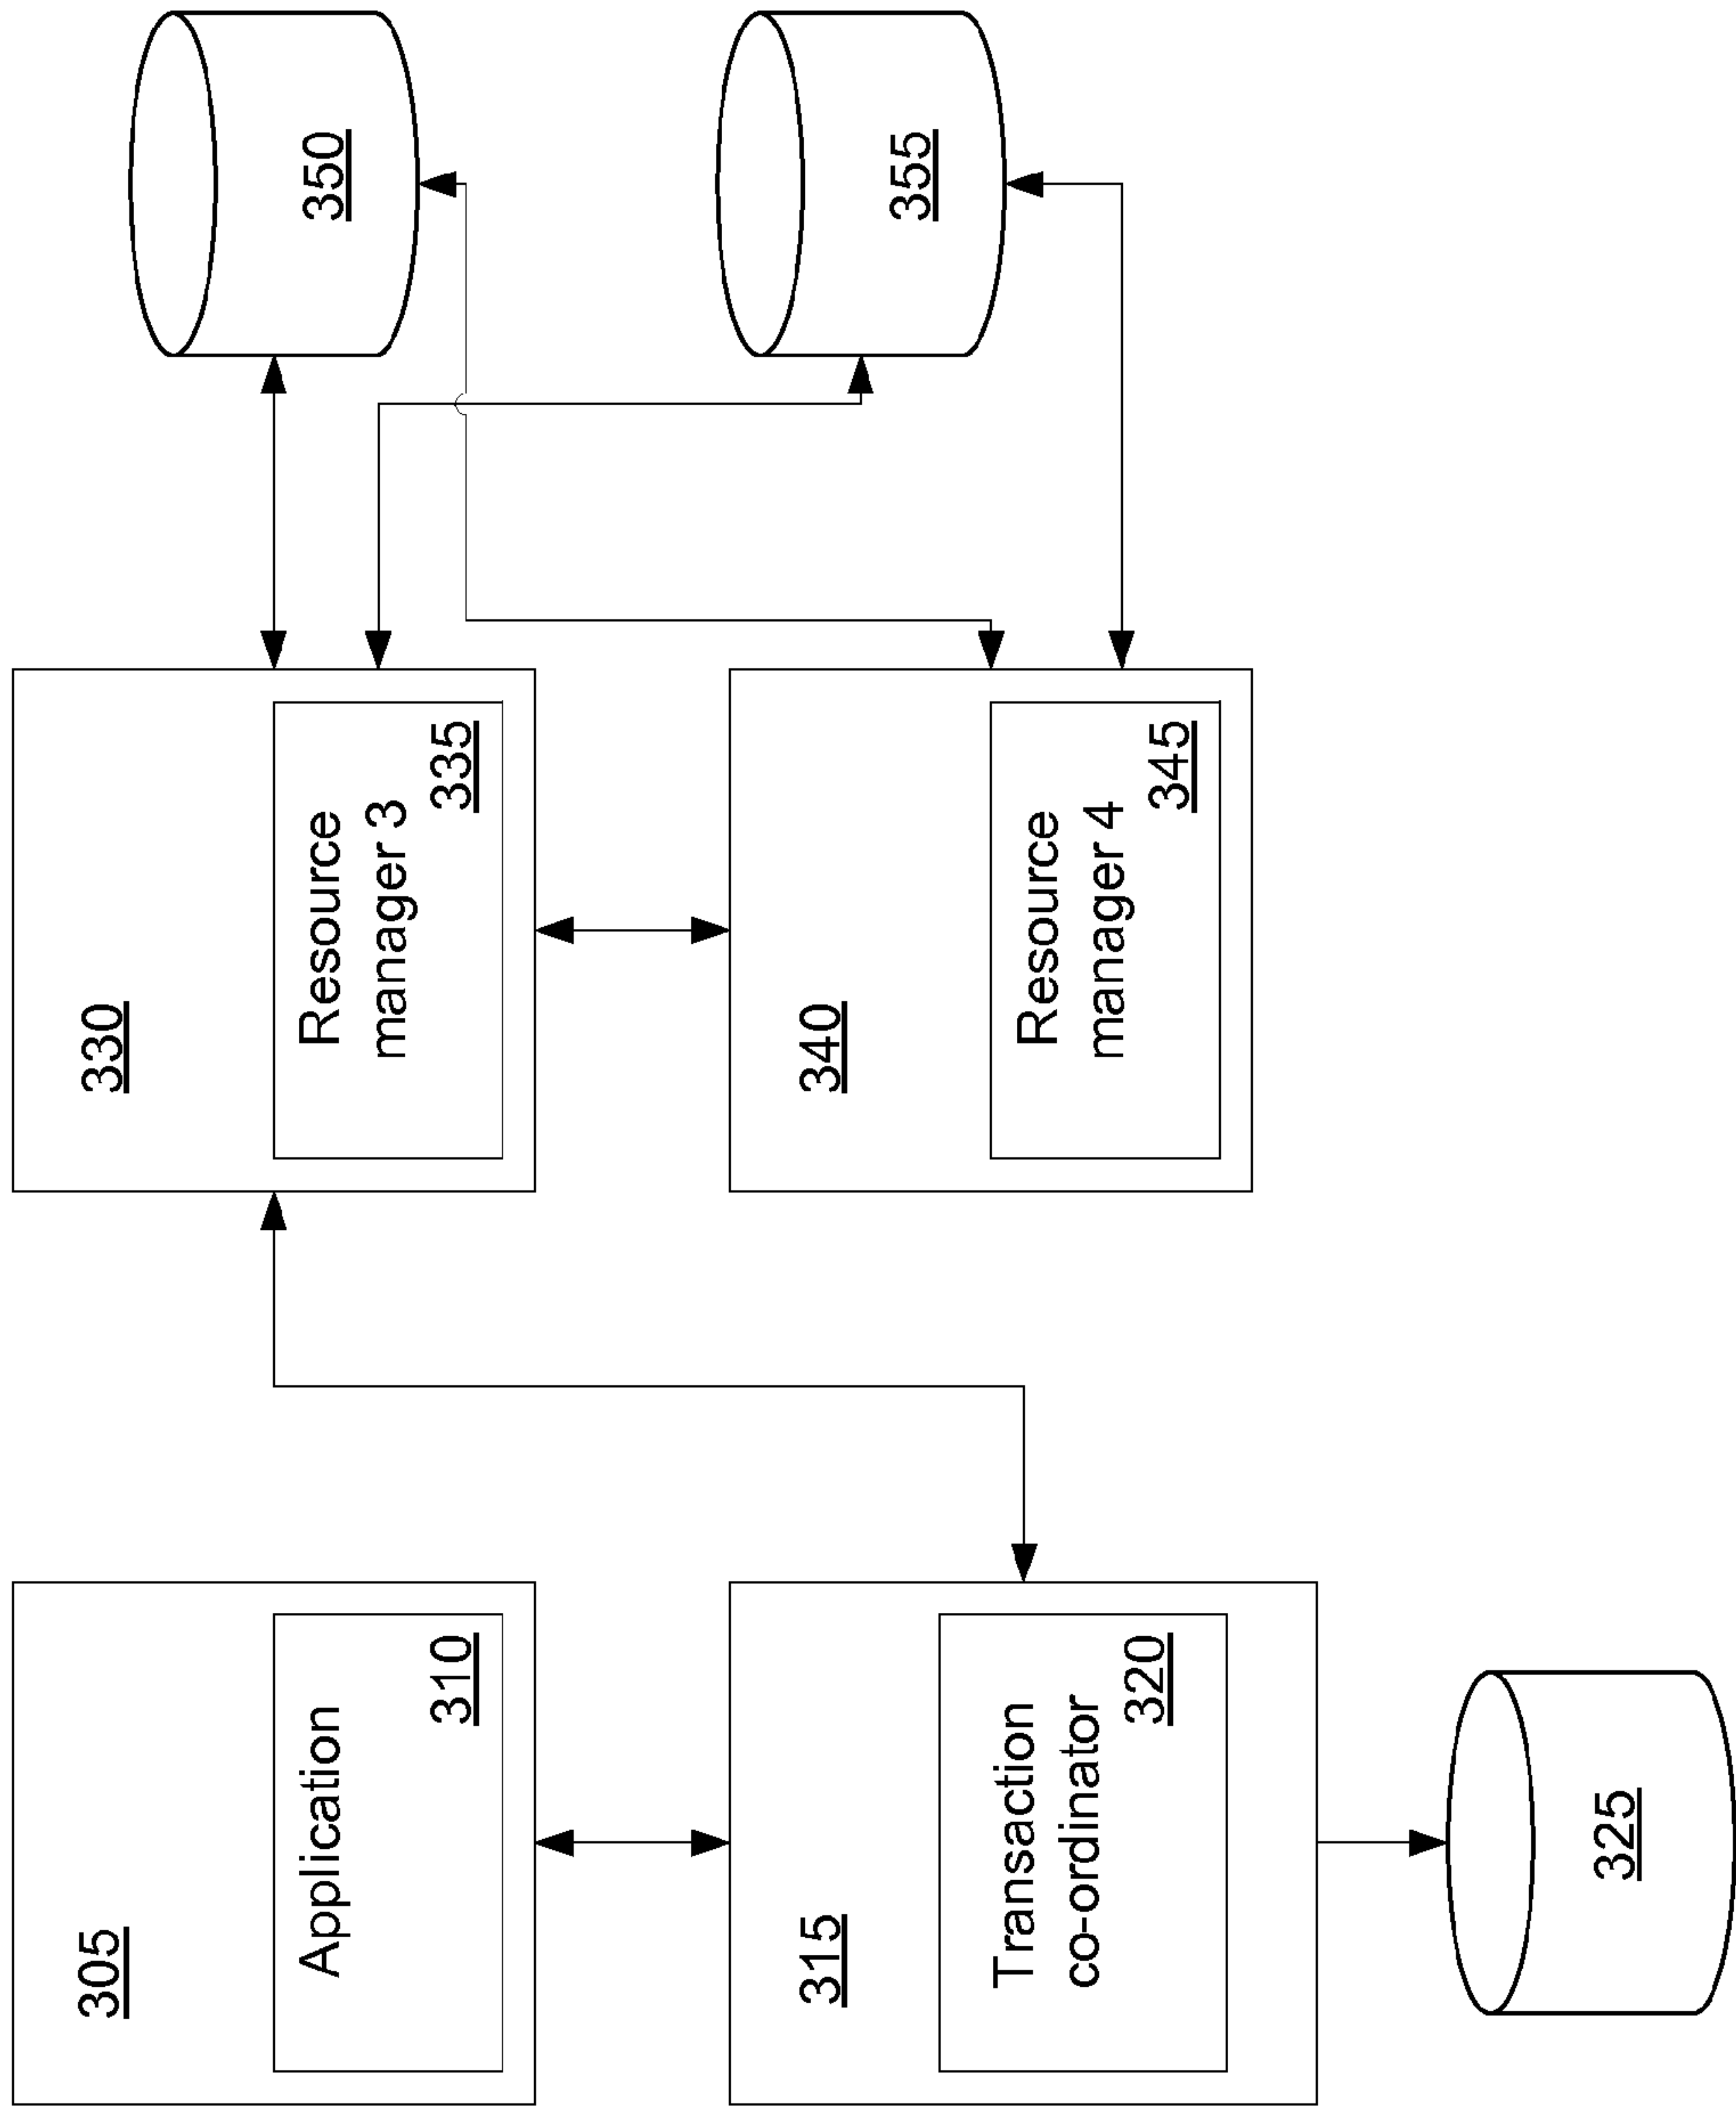 305
Application
310
315
Transaction
co-ordinator
320
325
330
Resource
manager 3
335
340
Resource
manager 4
345
350
355